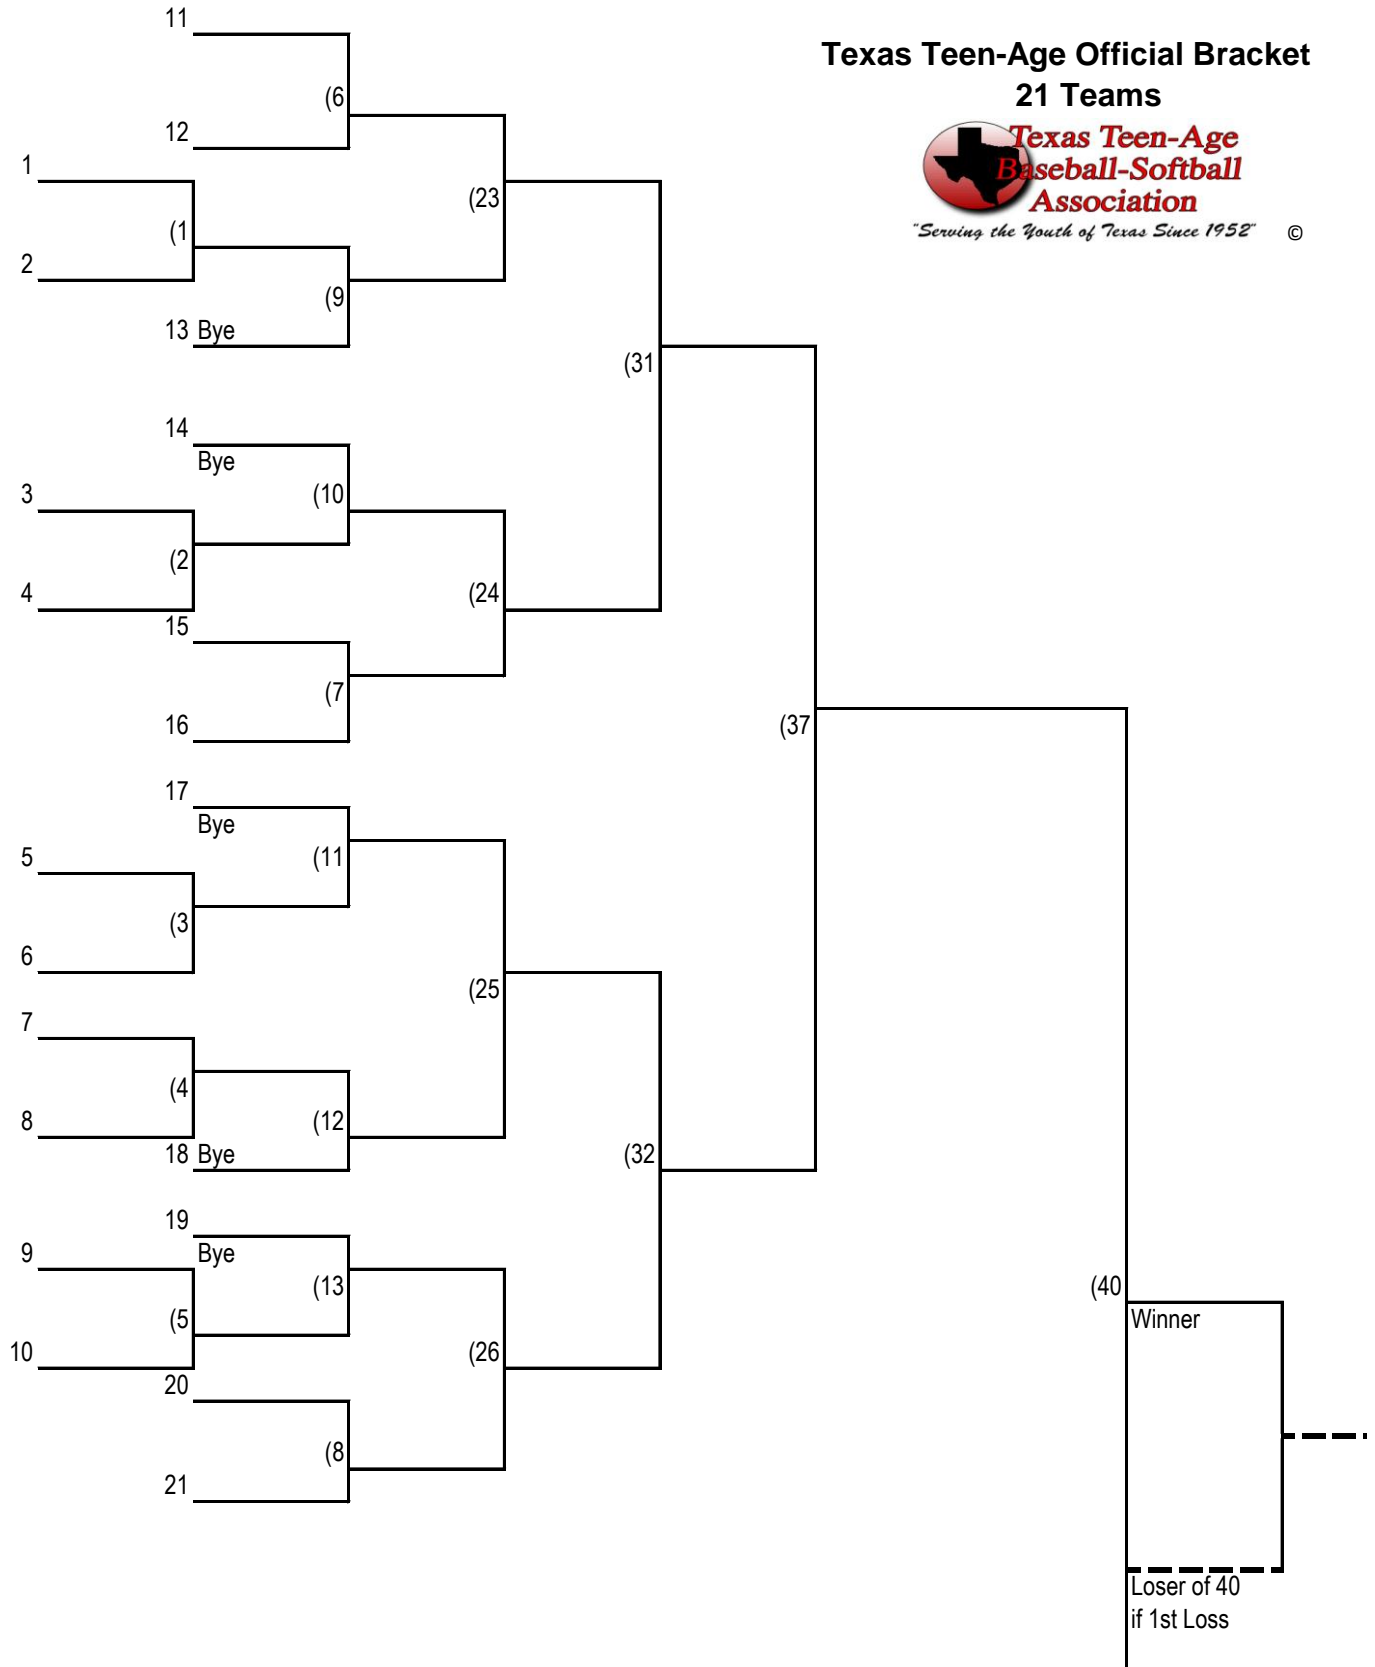 11
Texas Teen-Age Official Bracket
21 Teams
Texas Teen-Age
Baseball-Softball
Association
"Serving the Youth of Texas Since 1952" ©
(6
12
1
(23
(1
2
(9
13 Bye
(31
14
Bye
3
(10
(2
4
(24
15
(7
16
(37
17
Bye
5
(11
(3
6
(25
7
(4
8
(12
18 Bye
(32
19
9
Bye
(13
(40
(5
Winner
10
(26
20
(8
21
Loser of 40
if 1st Loss